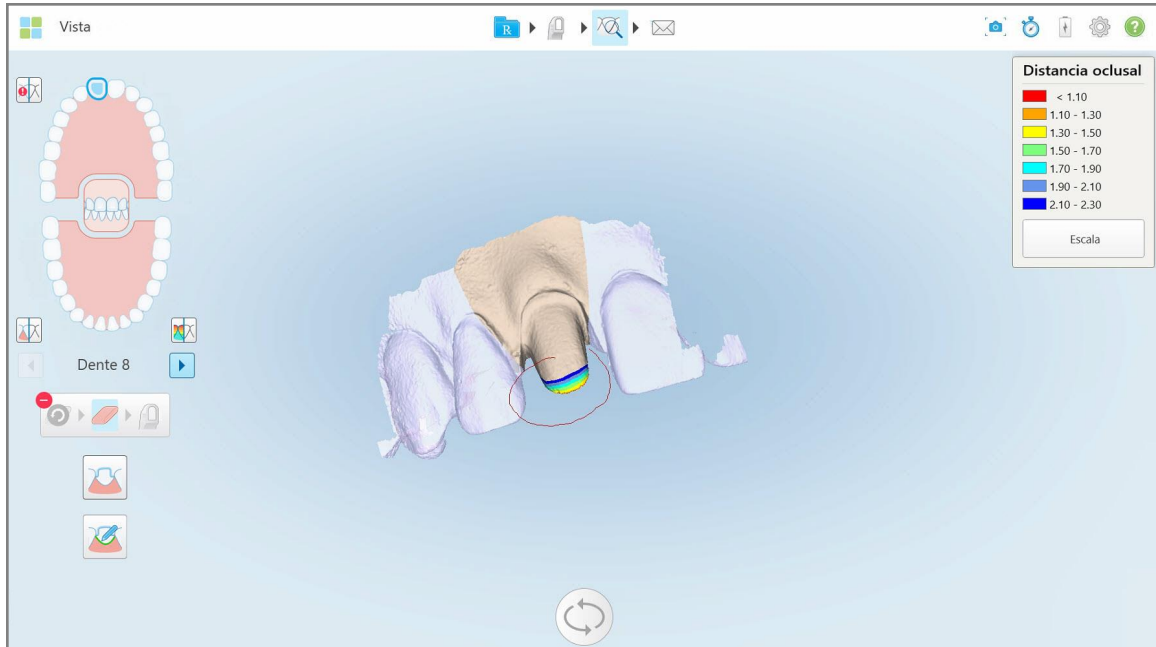 Vista
R
Distancia oclusal
< 1.10
1.10 - 1.30
1.30 - 1.50
1.50 - 1.70
1.70 - 1.90
1.90 - 2.10
2.10 - 2.30
Escala
Dente 8